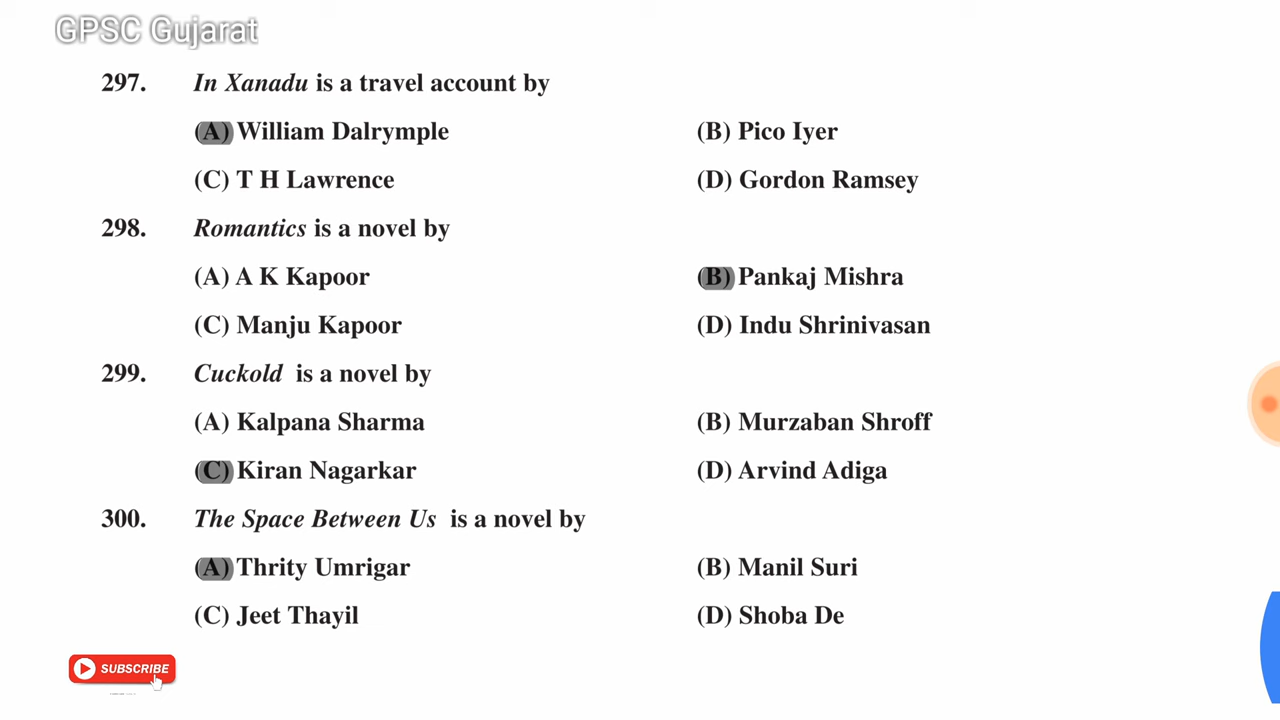 GPSC Gujarat
297. In Xanadu is a travel account by
(A) William Dalrymple (B) Pico Iyer
(C) T H Lawrence (D) Gordon Ramsey
298. Romantics is a novel by
(A) A K Kapoor (B) Pankaj Mishra
(C) Manju Kapoor (D) Indu Shrinivasan
299. Cuckold is a novel by
(A) Kalpana Sharma (B) Murzaban Shroff
(C) Kiran Nagarkar (D) Arvind Adiga
300. The Space Between Us is a novel by
(A) Thrity Umrigar (B) Manil Suri
(C) Jeet Thayil (D) Shoba De
SUBSCRIBE